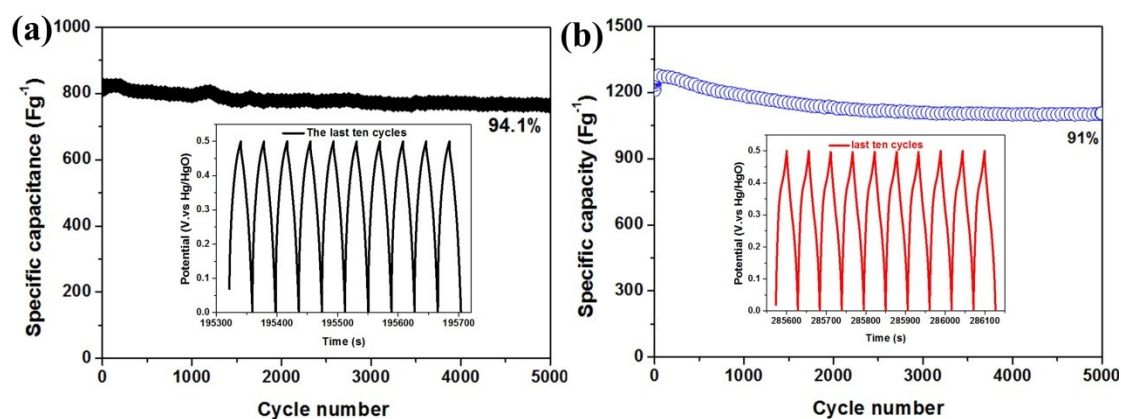 (a)
1000
800
600
400
200
0
Specific capacitance (Fg-1)
94.1%
The last ten cycles
0.5
0.4
0.3
0.2
0.1
0.0
Potential (V.vs Hg/HgO)
195300 195400 195500 195600 195700
Time (s)
0 1000 2000 3000 4000 5000
Cycle number
(b)
1500
1200
900
600
300
0
Specific capacity (Fg-1)
91%
last ten cycles
0.5
0.4
0.3
0.2
0.1
0.0
Potential (V.vs Hg/HgO)
285600 285700 285800 285900 286000 286100
Time (s)
0 1000 2000 3000 4000 5000
Cycle number